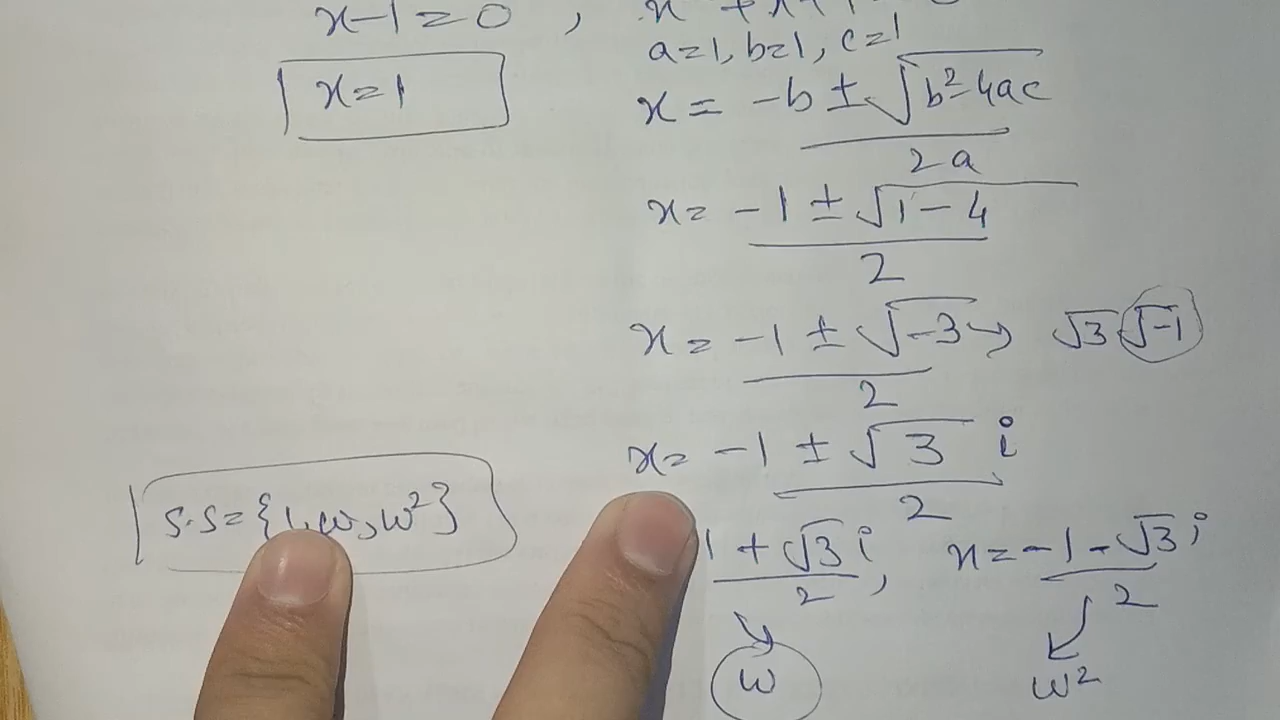 x-1=0 ,
x=1
a=1, b=1, c=1
x = -b ± √b²-4ac
2a
x= -1 ± √1-4
2
x= -1 ± √-3 → √3 √-1
2
x= -1 ± √3 i
2
S.S={1, ω, ω²}
1 + √3 i , x= -1 - √3 i
2 2
ω ω²